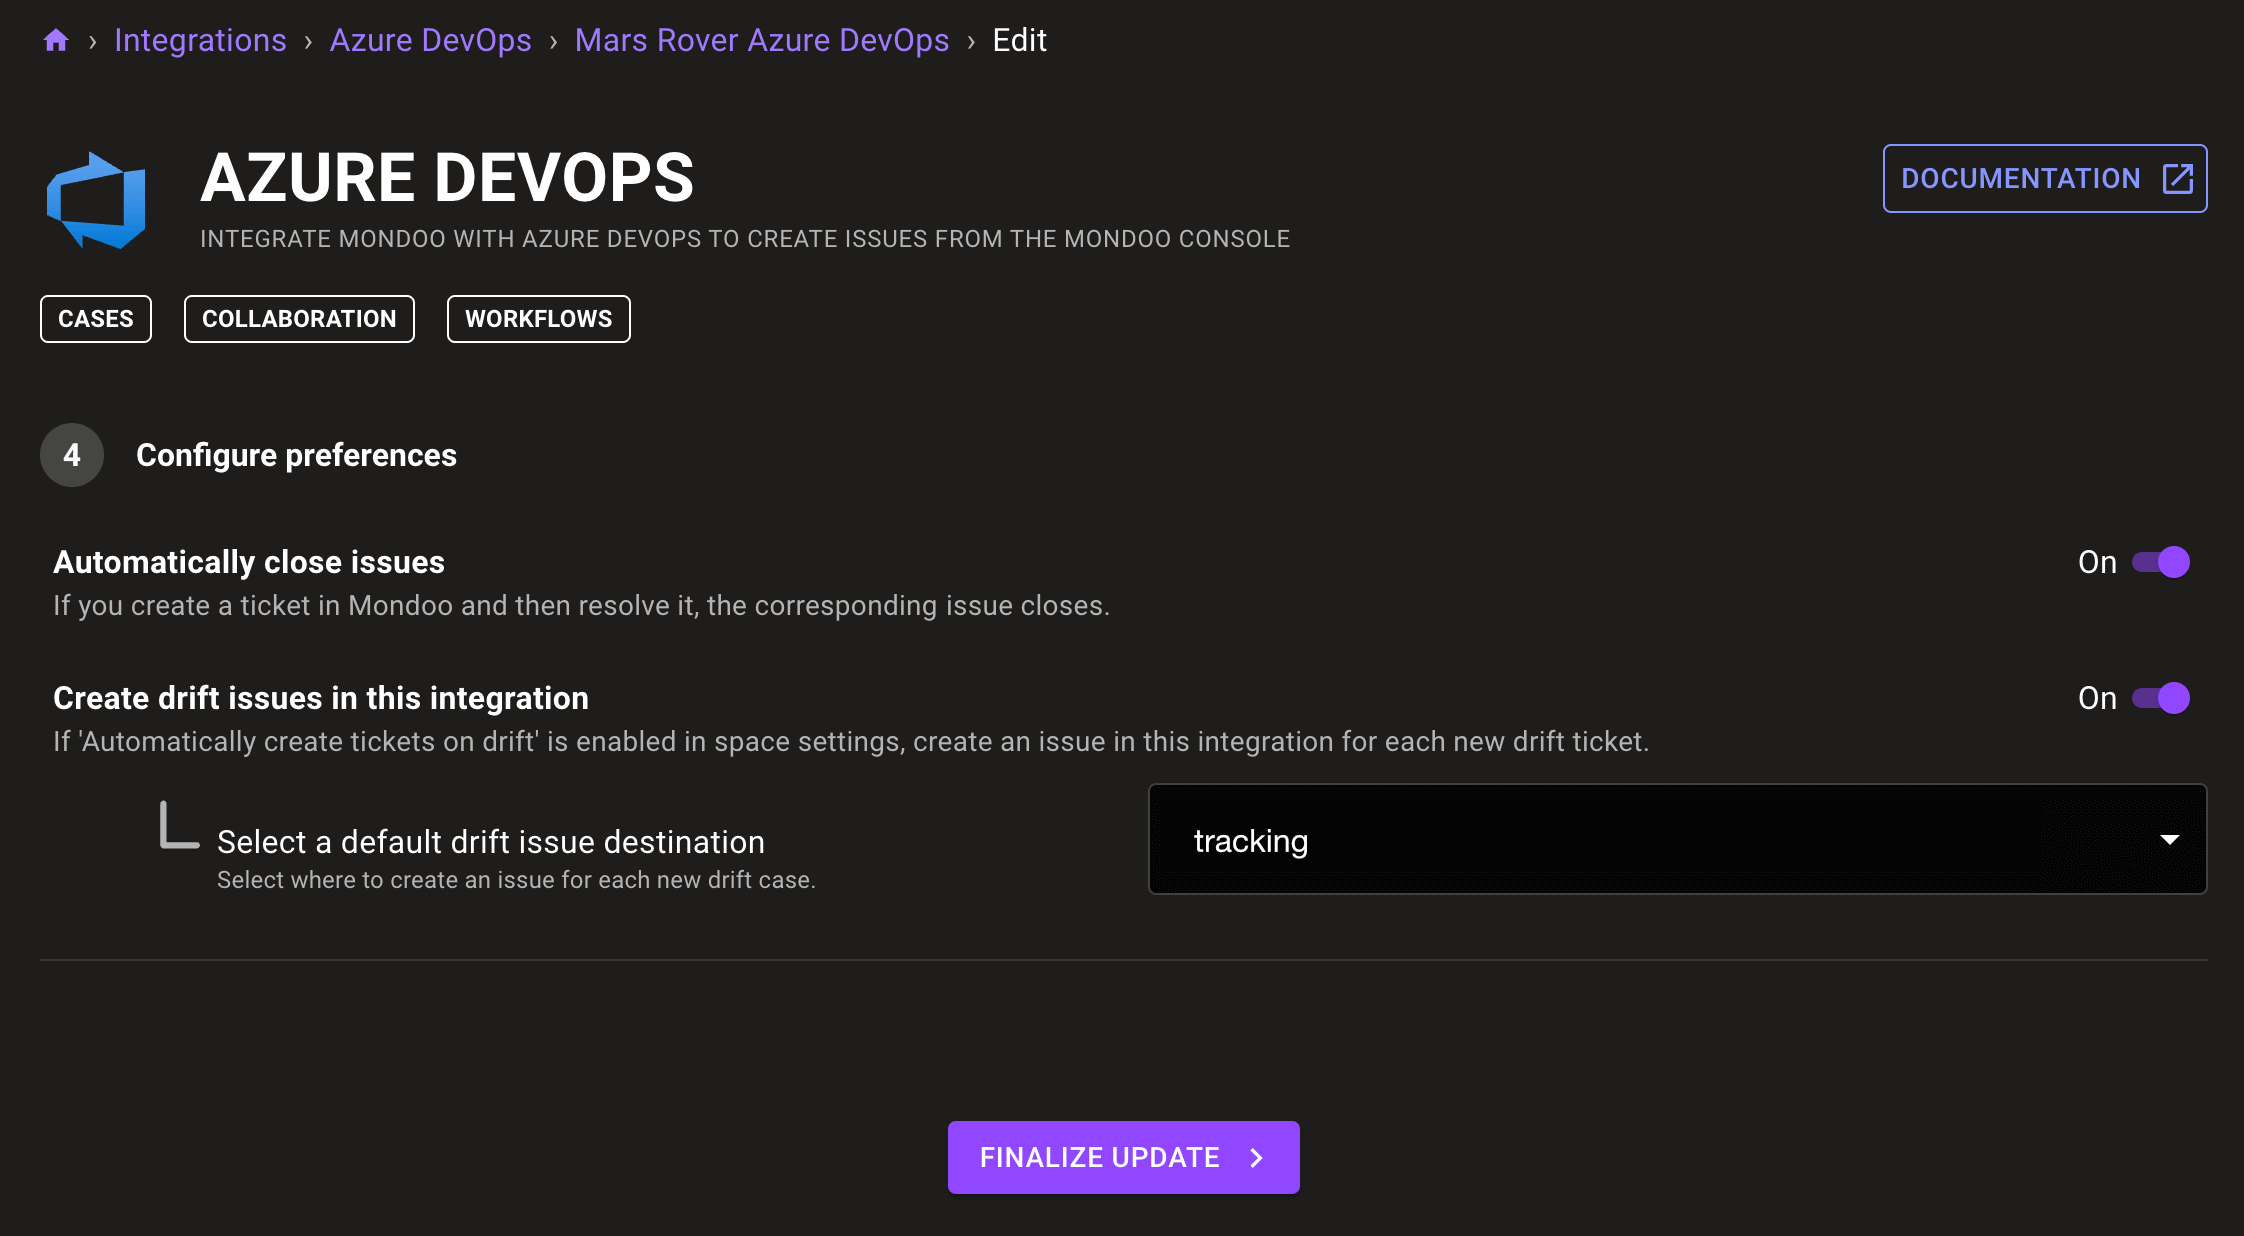 › Integrations › Azure DevOps › Mars Rover Azure DevOps › Edit
AZURE DEVOPS
DOCUMENTATION
INTEGRATE MONDOO WITH AZURE DEVOPS TO CREATE ISSUES FROM THE MONDOO CONSOLE
CASES COLLABORATION WORKFLOWS
4 Configure preferences
Automatically close issues
On
If you create a ticket in Mondoo and then resolve it, the corresponding issue closes.
Create drift issues in this integration
On
If 'Automatically create tickets on drift' is enabled in space settings, create an issue in this integration for each new drift ticket.
Select a default drift issue destination
Select where to create an issue for each new drift case.
tracking
FINALIZE UPDATE